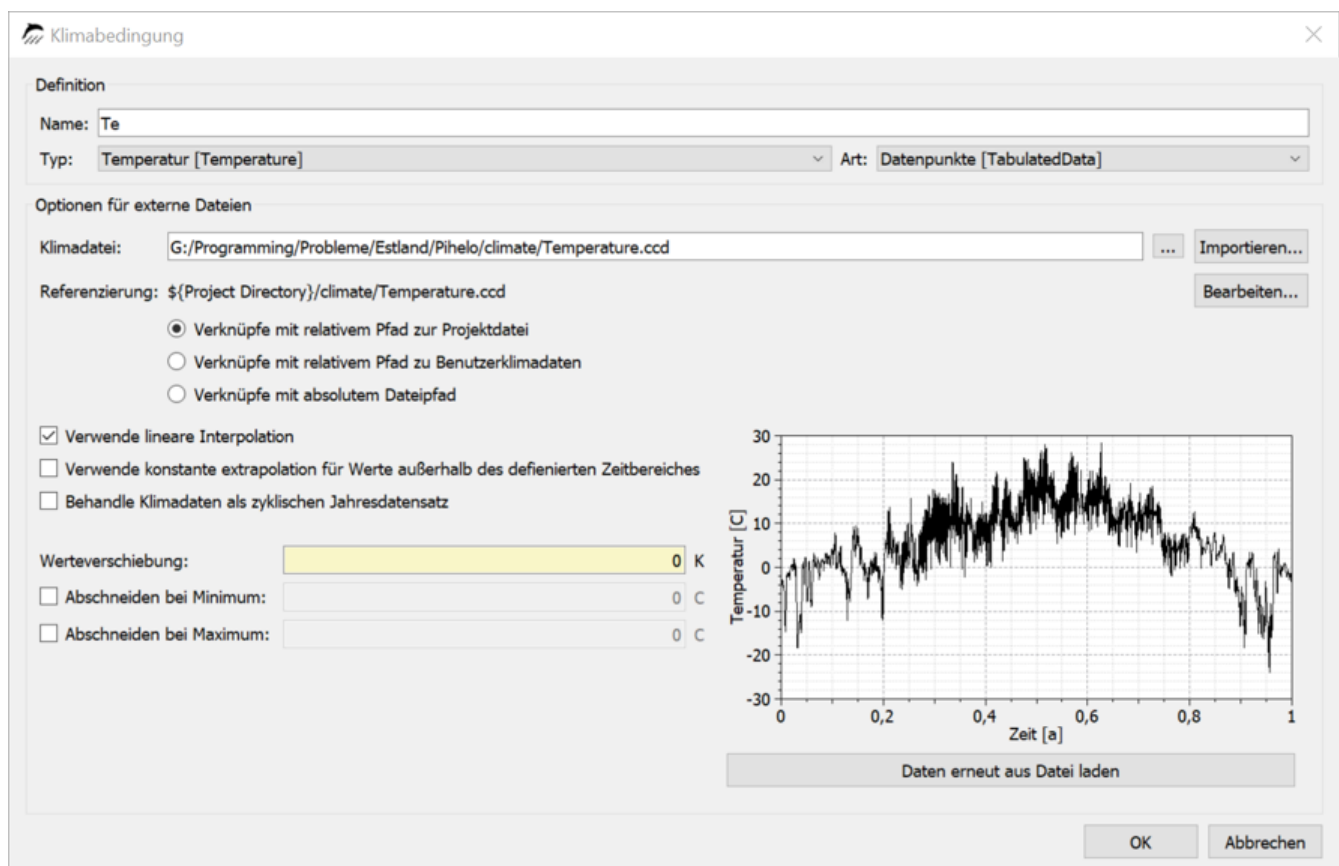 Klimabedingung
Definition
Name: Te
Typ: Temperatur [Temperature] Art: Datenpunkte [TabulatedData]
Optionen für externe Dateien
Klimadatei: G:/Programming/Probleme/Estland/Pihelo/climate/Temperature.ccd ... Importieren...
Referenzierung: ${Project Directory}/climate/Temperature.ccd Bearbeiten...
Verknüpfe mit relativem Pfad zur Projektdatei
Verknüpfe mit relativem Pfad zu Benutzerklimadaten
Verknüpfe mit absolutem Dateipfad
Verwende lineare Interpolation
Verwende konstante extrapolation für Werte außerhalb des defienierten Zeitbereiches
Behandle Klimadaten als zyklischen Jahresdatensatz
Werteverschiebung: 0 K
Abschneiden bei Minimum: 0 C
Abschneiden bei Maximum: 0 C
Temperatur [C]
30
20
10
0
-10
-20
-30
0 0,2 0,4 0,6 0,8 1
Zeit [a]
Daten erneut aus Datei laden
OK Abbrechen